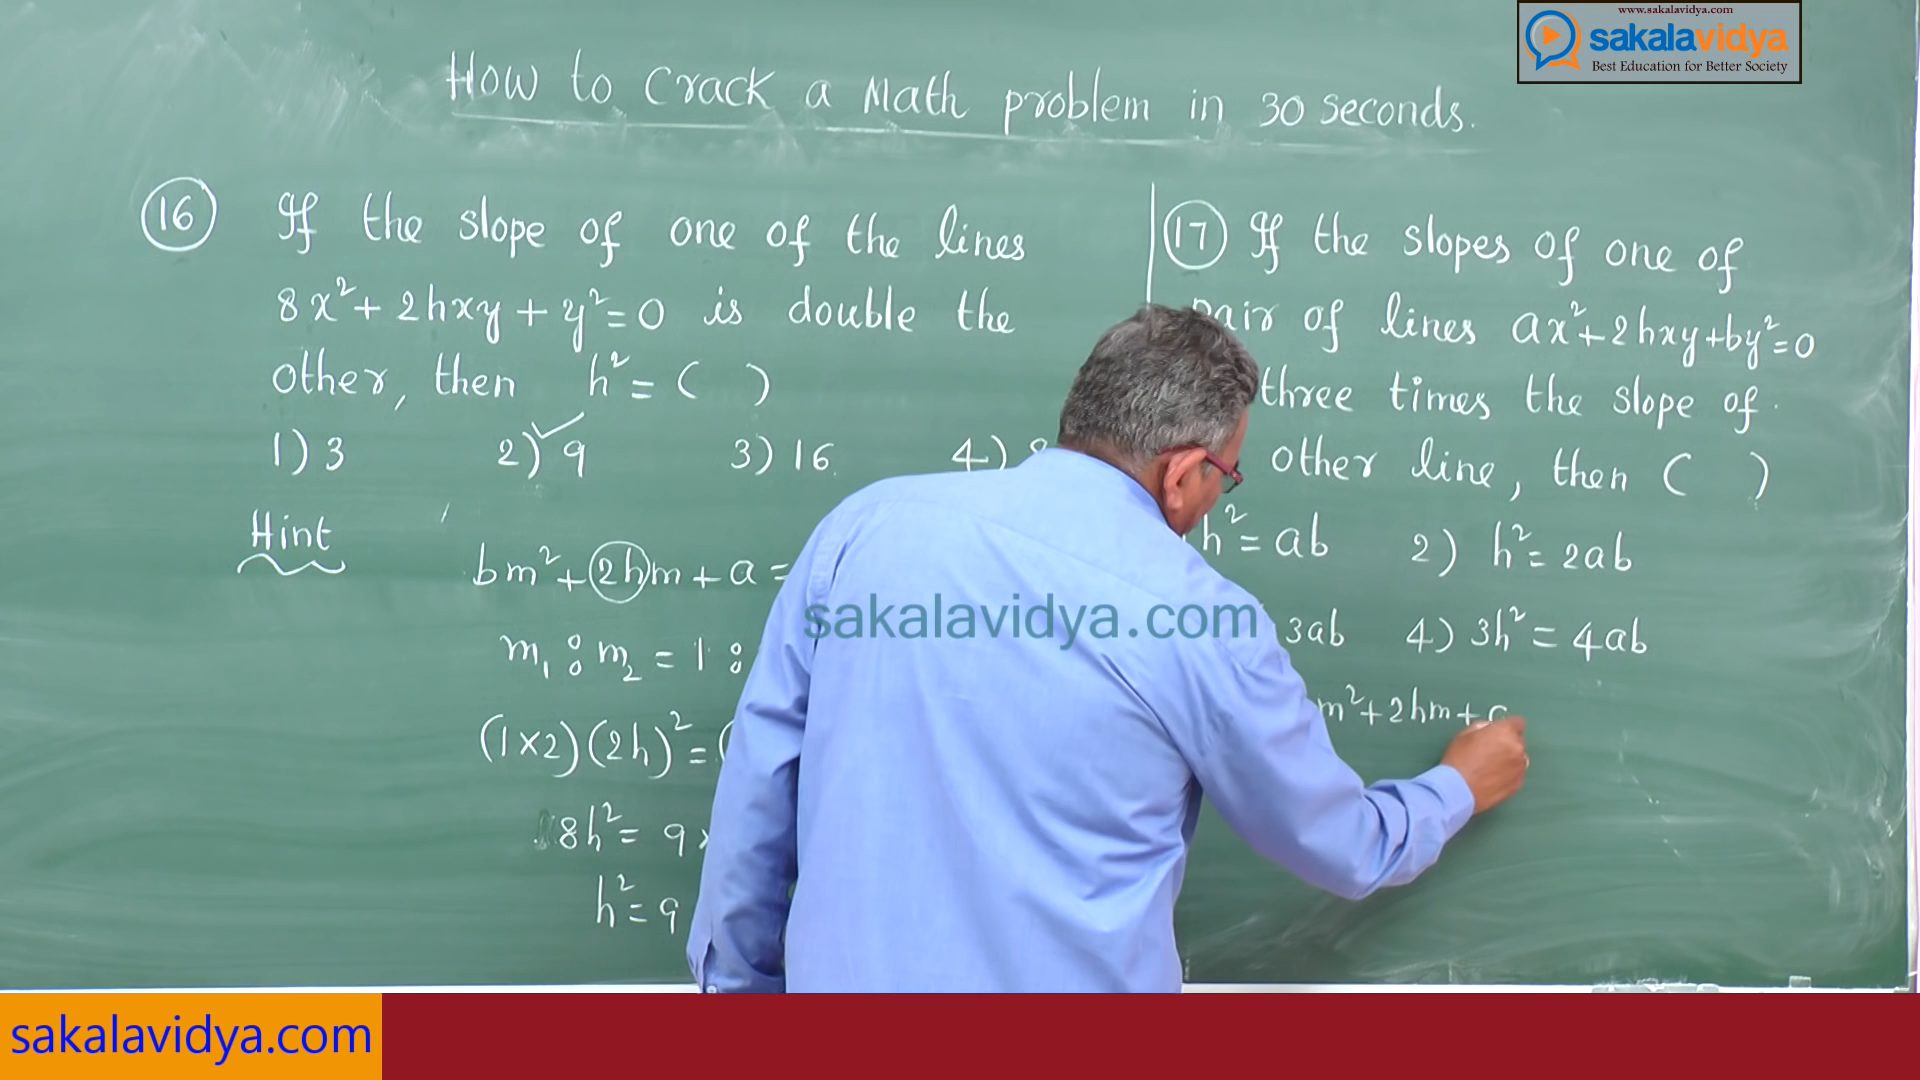 www.sakalavidya.com
sakalavidya
Best Education for Better Society
How to Crack a Math problem in 30 seconds.
16 If the slope of one of the lines
8x²+2hxy+y²=0 is double the
other, then h²=( )
1) 3 2) 9 3) 16 4)
Hint
bm²+2hm+a=
m₁:m₂=1:
(1×2)(2h)²=
8h²=9
h²=9
17 If the slopes of one of
pair of lines ax²+2hxy+by²=0
three times the slope of
other line, then ( )
h²=ab 2) h²=2ab
3ab 4) 3h²=4ab
m²+2hm+
sakalavidya.com
sakalavidya.com